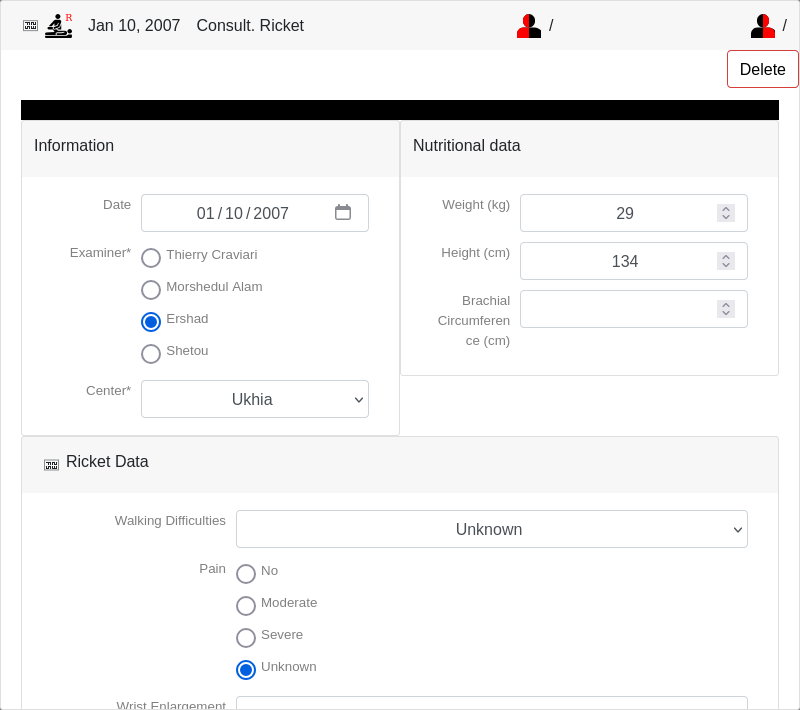 R
Jan 10, 2007 Consult. Ricket / /
Delete
Information
Date 01/10/2007
Examiner* Thierry Craviari
Morshedul Alam
Ershad
Shetou
Center* Ukhia
Nutritional data
Weight (kg) 29
Height (cm) 134
Brachial
Circumferen
ce (cm)
Ricket Data
Walking Difficulties Unknown
Pain No
Moderate
Severe
Unknown
Wrist Enlargement